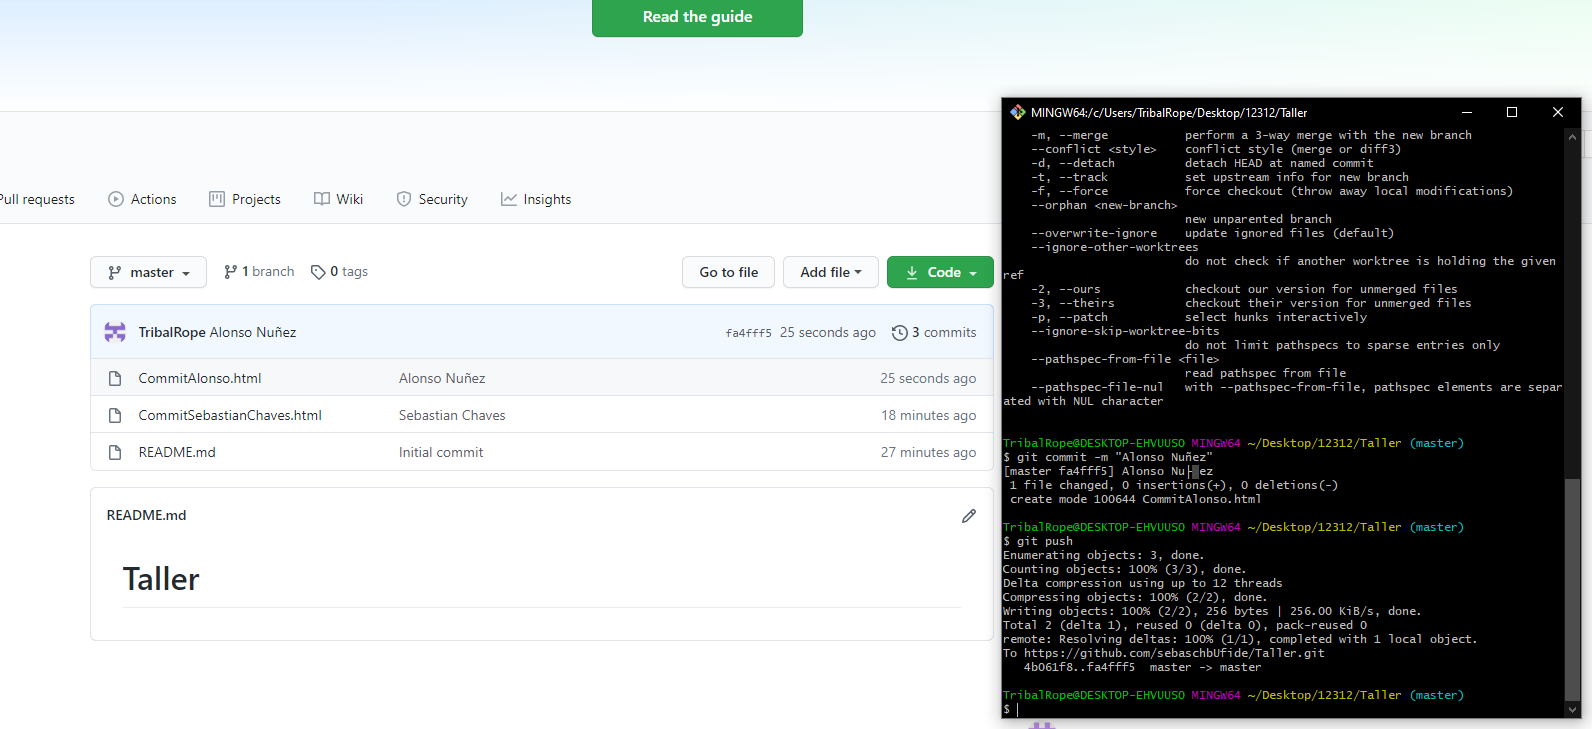 Read the guide
Pull requests
Actions
Projects
Wiki
Security
Insights
master
1 branch
0 tags
Go to file
Add file
Code
TribalRope Alonso Nuñez
fa4fff5 25 seconds ago
3 commits
CommitAlonso.html Alonso Nuñez 25 seconds ago
CommitSebastianChaves.html Sebastian Chaves 18 minutes ago
README.md Initial commit 27 minutes ago
README.md
Taller
MINGW64:/c/Users/TribalRope/Desktop/12312/Taller
-m, --merge perform a 3-way merge with the new branch
--conflict <style> conflict style (merge or diff3)
-d, --detach detach HEAD at named commit
-t, --track set upstream info for new branch
-f, --force force checkout (throw away local modifications)
--orphan <new-branch>
new unparented branch
--overwrite-ignore update ignored files (default)
--ignore-other-worktrees
do not check if another worktree is holding the given
ref
-2, --ours checkout our version for unmerged files
-3, --theirs checkout their version for unmerged files
-p, --patch select hunks interactively
--ignore-skip-worktree-bits
do not limit pathspecs to sparse entries only
--pathspec-from-file <file>
read pathspec from file
--pathspec-file-nul with --pathspec-from-file, pathspec elements are separ
ated with NUL character
TribalRope@DESKTOP-EHVUUSO MINGW64 ~/Desktop/12312/Taller (master)
$ git commit -m "Alonso Nuñez"
[master fa4fff5] Alonso Nu├▒ez
1 file changed, 0 insertions(+), 0 deletions(-)
create mode 100644 CommitAlonso.html
TribalRope@DESKTOP-EHVUUSO MINGW64 ~/Desktop/12312/Taller (master)
$ git push
Enumerating objects: 3, done.
Counting objects: 100% (3/3), done.
Delta compression using up to 12 threads
Compressing objects: 100% (2/2), done.
Writing objects: 100% (2/2), 256 bytes | 256.00 KiB/s, done.
Total 2 (delta 1), reused 0 (delta 0), pack-reused 0
remote: Resolving deltas: 100% (1/1), completed with 1 local object.
To https://github.com/sebaschbUfide/Taller.git
4b061f8..fa4fff5 master -> master
TribalRope@DESKTOP-EHVUUSO MINGW64 ~/Desktop/12312/Taller (master)
$